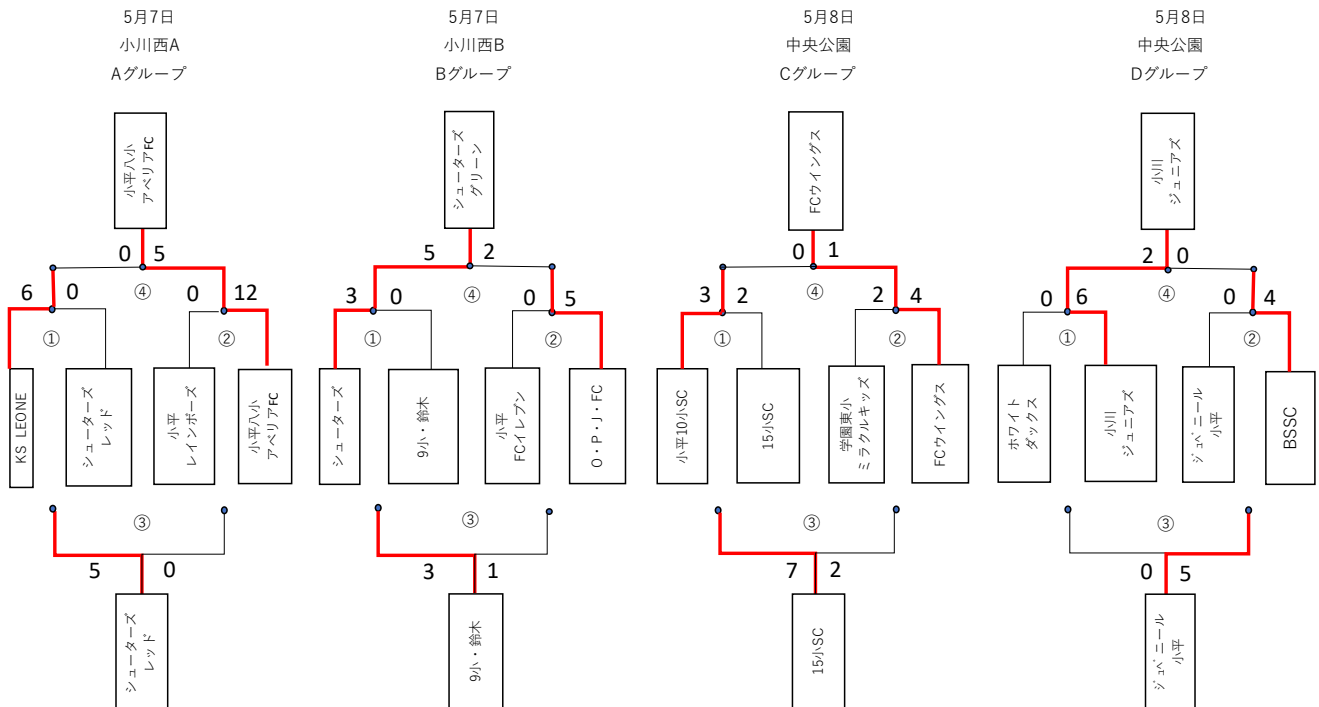 5月7日
小川西A
Aグループ
5月7日
小川西B
Bグループ
5月8日
中央公園
Cグループ
5月8日
中央公園
Dグループ
小平八小
アペリアFC
シューターズ
グリーン
FCウイングス
小川
ジュニアズ
0 5
5 2
0 1
2 0
④
④
④
④
6 0
0 12
3 0
0 5
3 2
2 4
0 6
0 4
①
②
①
②
①
②
①
②
KS LEONE
シューターズ
レッド
小平
レインボーズ
小平八小
アペリアFC
シューターズ
9小・鈴木
小平
FCイレブン
O・P・J・FC
小平10小SC
15小SC
学園東小
ミラクルキッズ
FCウイングス
ホワイト
ダックス
小川
ジュニアズ
ジュベニール
小平
BSSC
③
③
③
③
5 0
3 1
7 2
0 5
シューターズ
レッド
9小・鈴木
15小SC
ジュベニール
小平